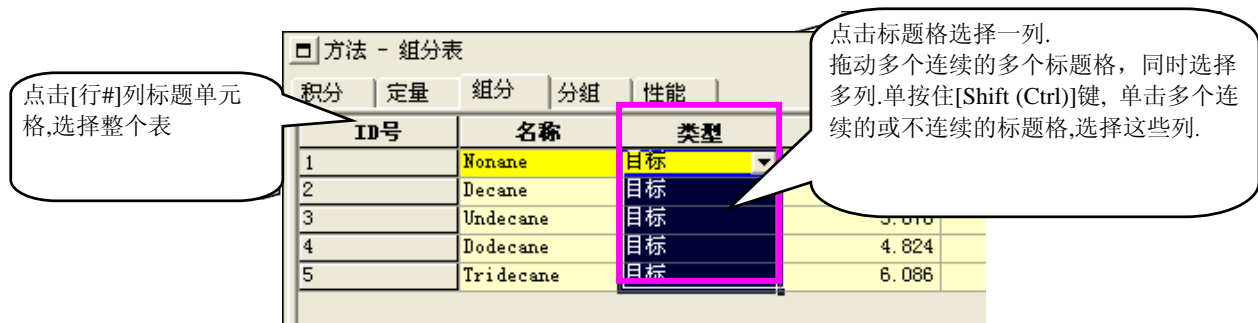 方法 - 组分表
点击标题格选择一列.
拖动多个连续的多个标题格，同时选择
多列.单按住[Shift (Ctrl)]键, 单击多个连
续的或不连续的标题格,选择这些列.
点击[行#]列标题单元
格,选择整个表
积分 定量 组分 分组 性能
ID号 名称 类型
1 Nonane 目标
2 Decane 目标
3 Undecane 目标
4 Dodecane 目标 4.824
5 Tridecane 目标 6.086